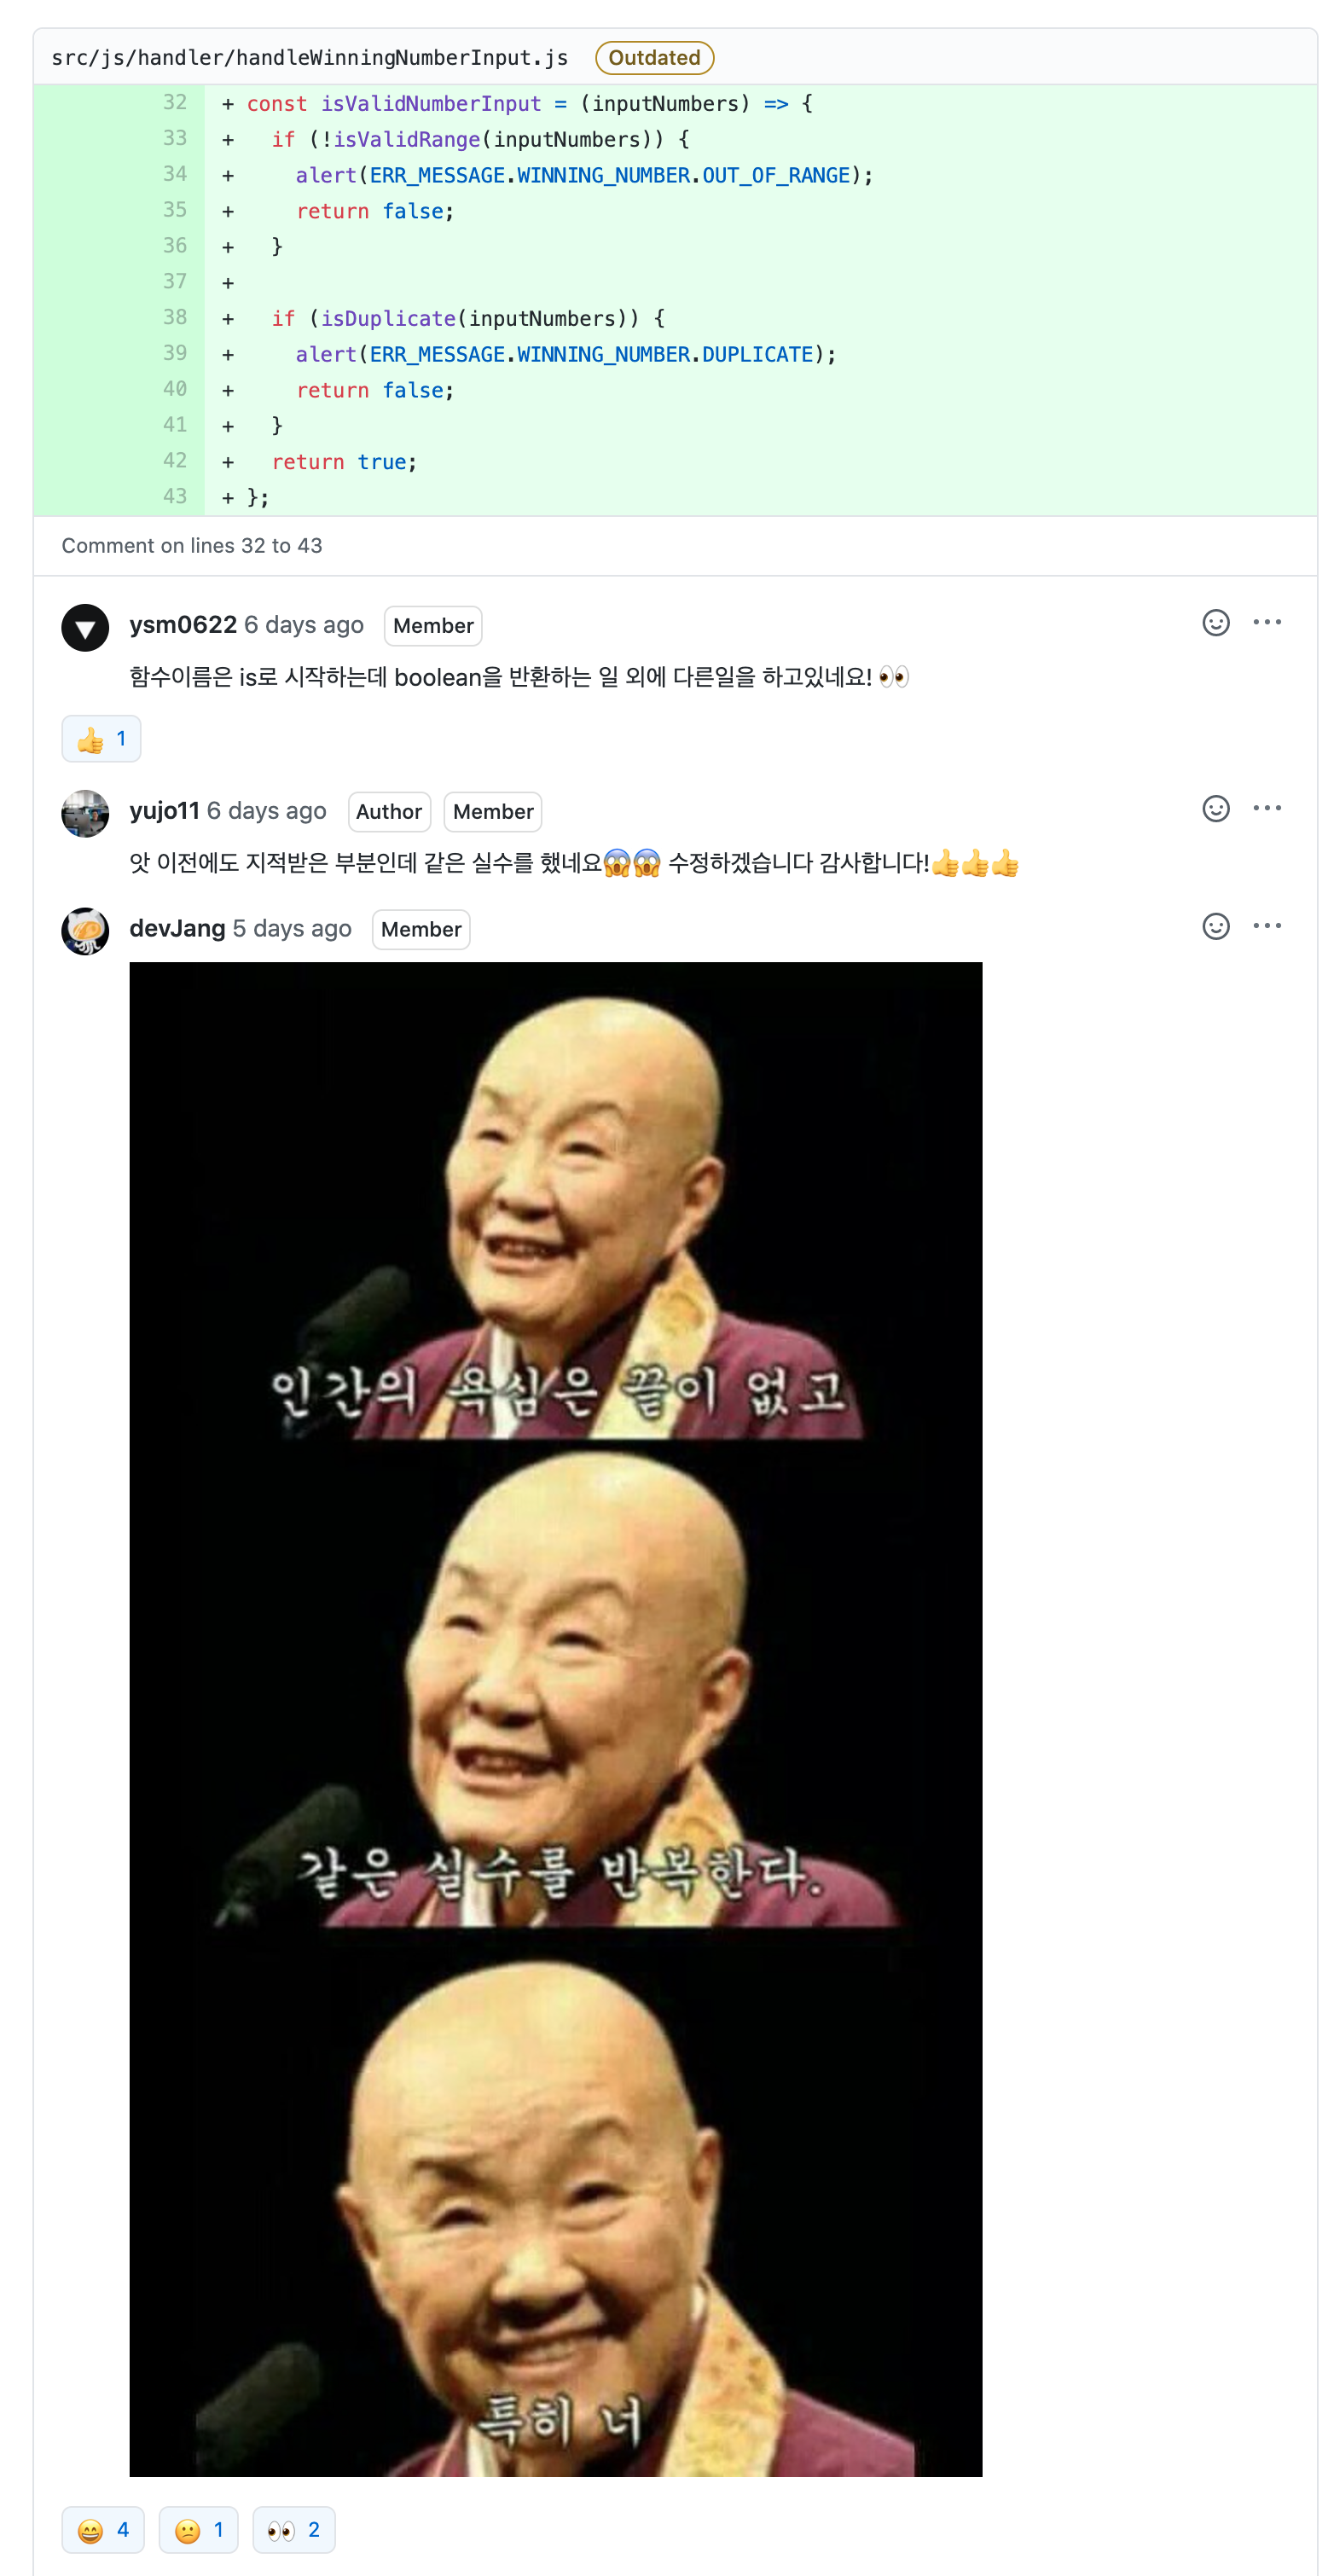 src/js/handler/handleWinningNumberInput.js Outdated
32 + const isValidNumberInput = (inputNumbers) => {
33 +   if (!isValidRange(inputNumbers)) {
34 +     alert(ERR_MESSAGE.WINNING_NUMBER.OUT_OF_RANGE);
35 +     return false;
36 +   }
37 +
38 +   if (isDuplicate(inputNumbers)) {
39 +     alert(ERR_MESSAGE.WINNING_NUMBER.DUPLICATE);
40 +     return false;
41 +   }
42 +   return true;
43 + };
Comment on lines 32 to 43
ysm0622 6 days ago Member
함수이름은 is로 시작하는데 boolean을 반환하는 일 외에 다른일을 하고있네요! 👀
👍 1
yujo11 6 days ago Author Member
앗 이전에도 지적받은 부분인데 같은 실수를 했네요😱😱 수정하겠습니다 감사합니다!👍👍👍
devJang 5 days ago Member
인간의 욕심은 끝이 없고
같은 실수를 반복한다.
특히 너
😄 4 😕 1 👀 2